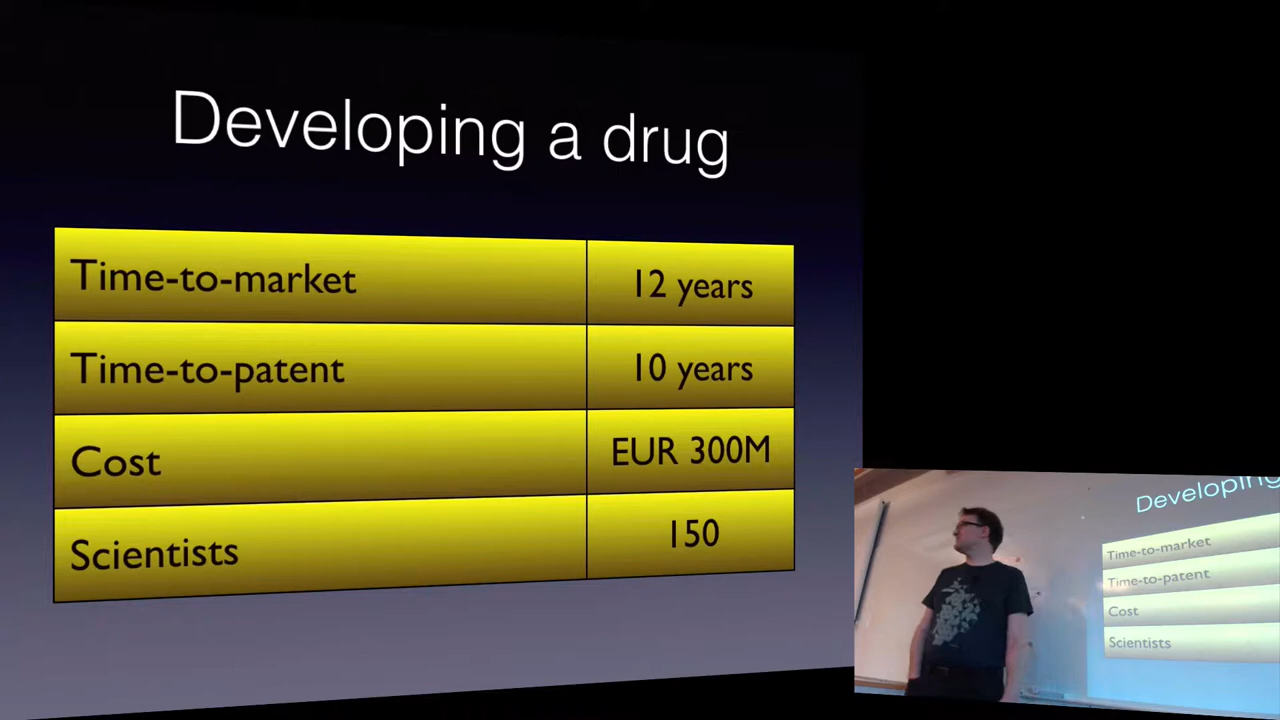 Developing a drug
Time-to-market 12 years
Time-to-patent 10 years
Cost EUR 300M
Scientists 150
Developing
Time-to-market
Time-to-patent
Cost
Scientists